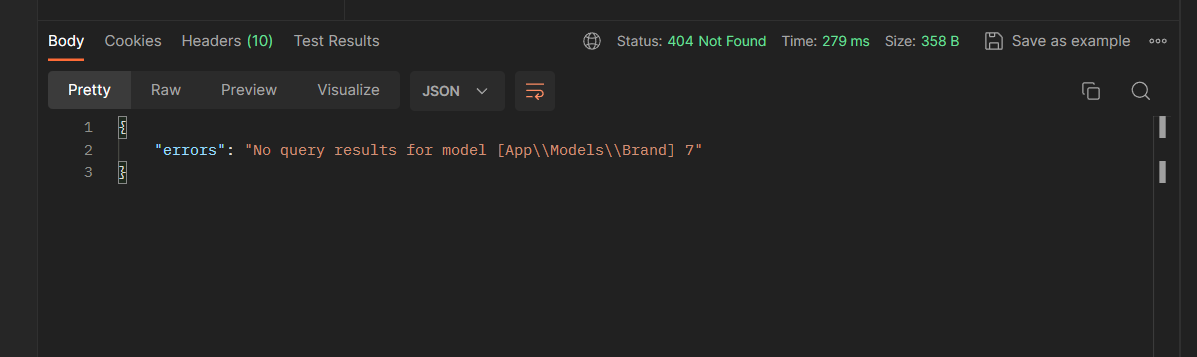 Body Cookies Headers (10) Test Results Status: 404 Not Found Time: 279 ms Size: 358 B Save as example
Pretty Raw Preview Visualize JSON
1 {
2 "errors": "No query results for model [App\\Models\\Brand] 7"
3 }